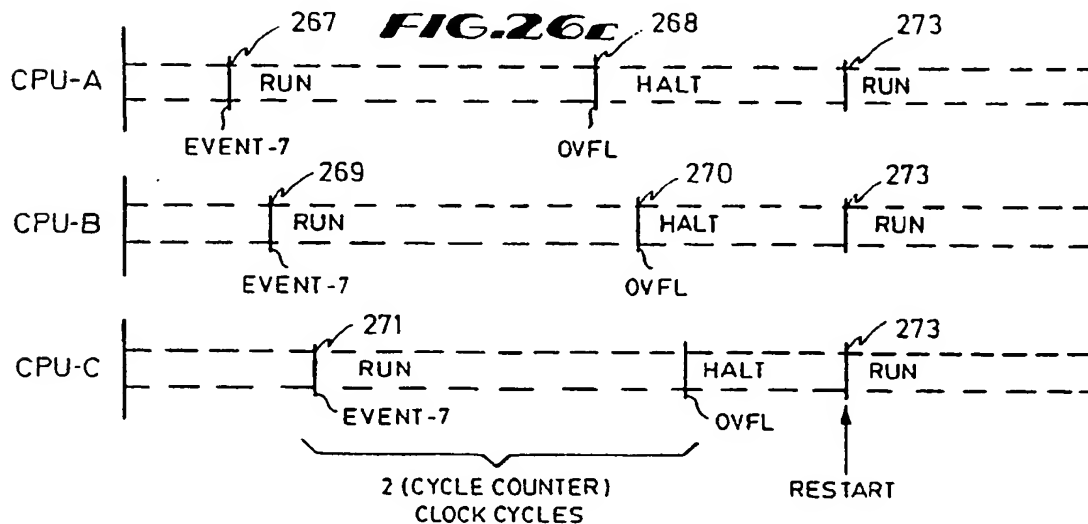 FIG.26c
267 268 273
CPU-A RUN HALT RUN
EVENT-7 OVFL
269 270 273
CPU-B RUN HALT RUN
EVENT-7 OVFL
271 273
CPU-C RUN HALT RUN
EVENT-7 OVFL
2 (CYCLE COUNTER)
CLOCK CYCLES
RESTART